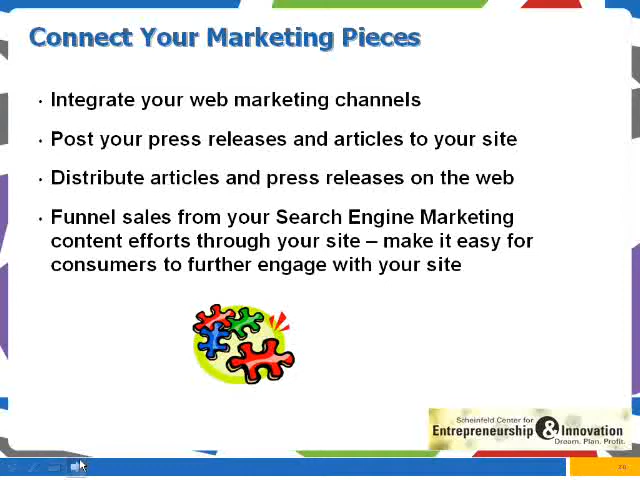 Connect Your Marketing Pieces
• Integrate your web marketing channels
• Post your press releases and articles to your site
• Distribute articles and press releases on the web
• Funnel sales from your Search Engine Marketing
content efforts through your site – make it easy for
consumers to further engage with your site
Scheinfeld Center for
Entrepreneurship & Innovation
Dream. Plan. Profit.